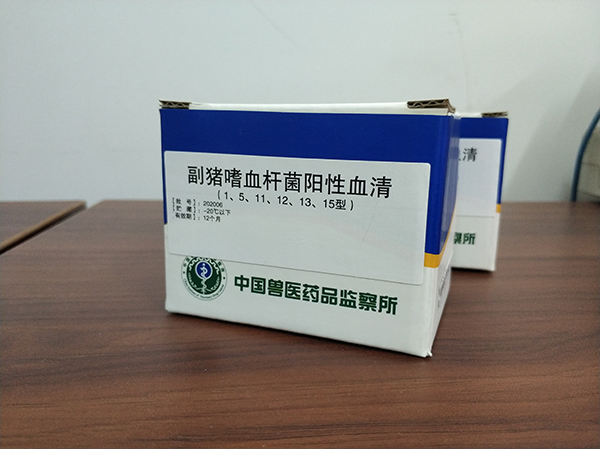 副猪嗜血杆菌阳性血清
(1、5、11、12、13、15型)
[批 号]：202006
[贮 藏]：-20℃以下
[有效期]：12个月
中国兽医药品监察所
血清
察所